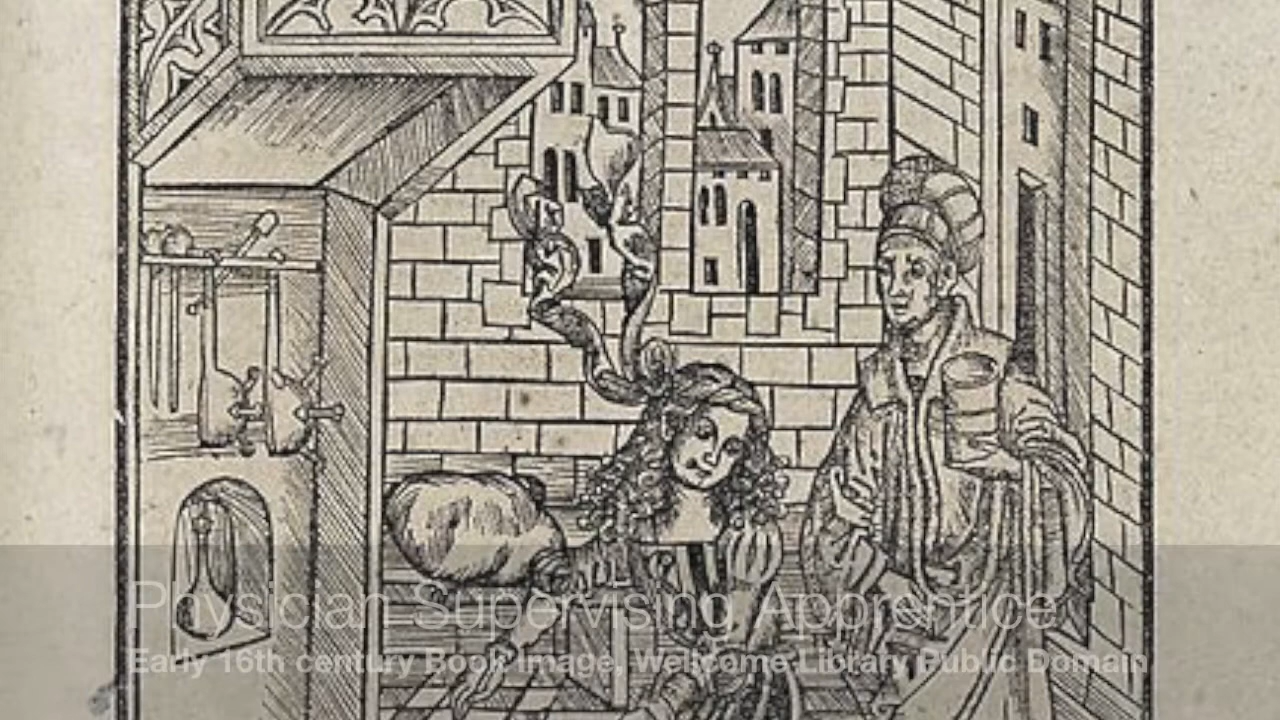 Physician Supervising Apprentice
Early 16th century Book Image, Wellcome Library Public Domain